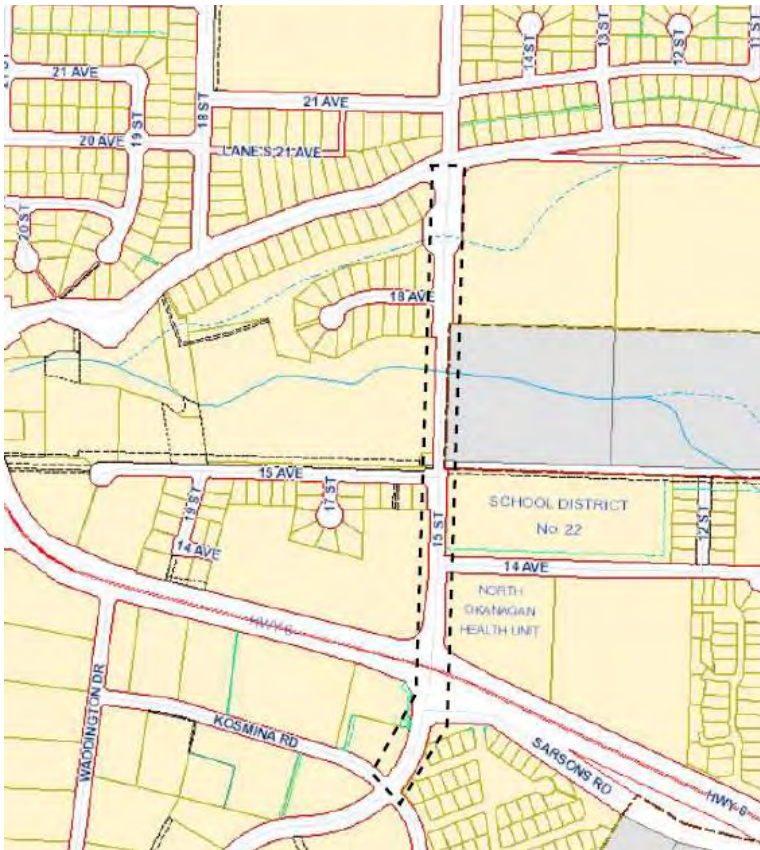 14 ST
13 ST
12 ST
11 ST
21 AVE
18 ST
21 AVE
19 ST
20 AVE
LANE S, 21 AVE
20 ST
18 AVE
15 AVE
19 ST
17 ST
14 AVE
15 ST
SCHOOL DISTRICT
No 22
12 ST
14 AVE
NORTH
OKANAGAN
HEALTH UNIT
HWY 6
WADDINGTON DR
KOSMINA RD
SARSONS RD
HWY 6